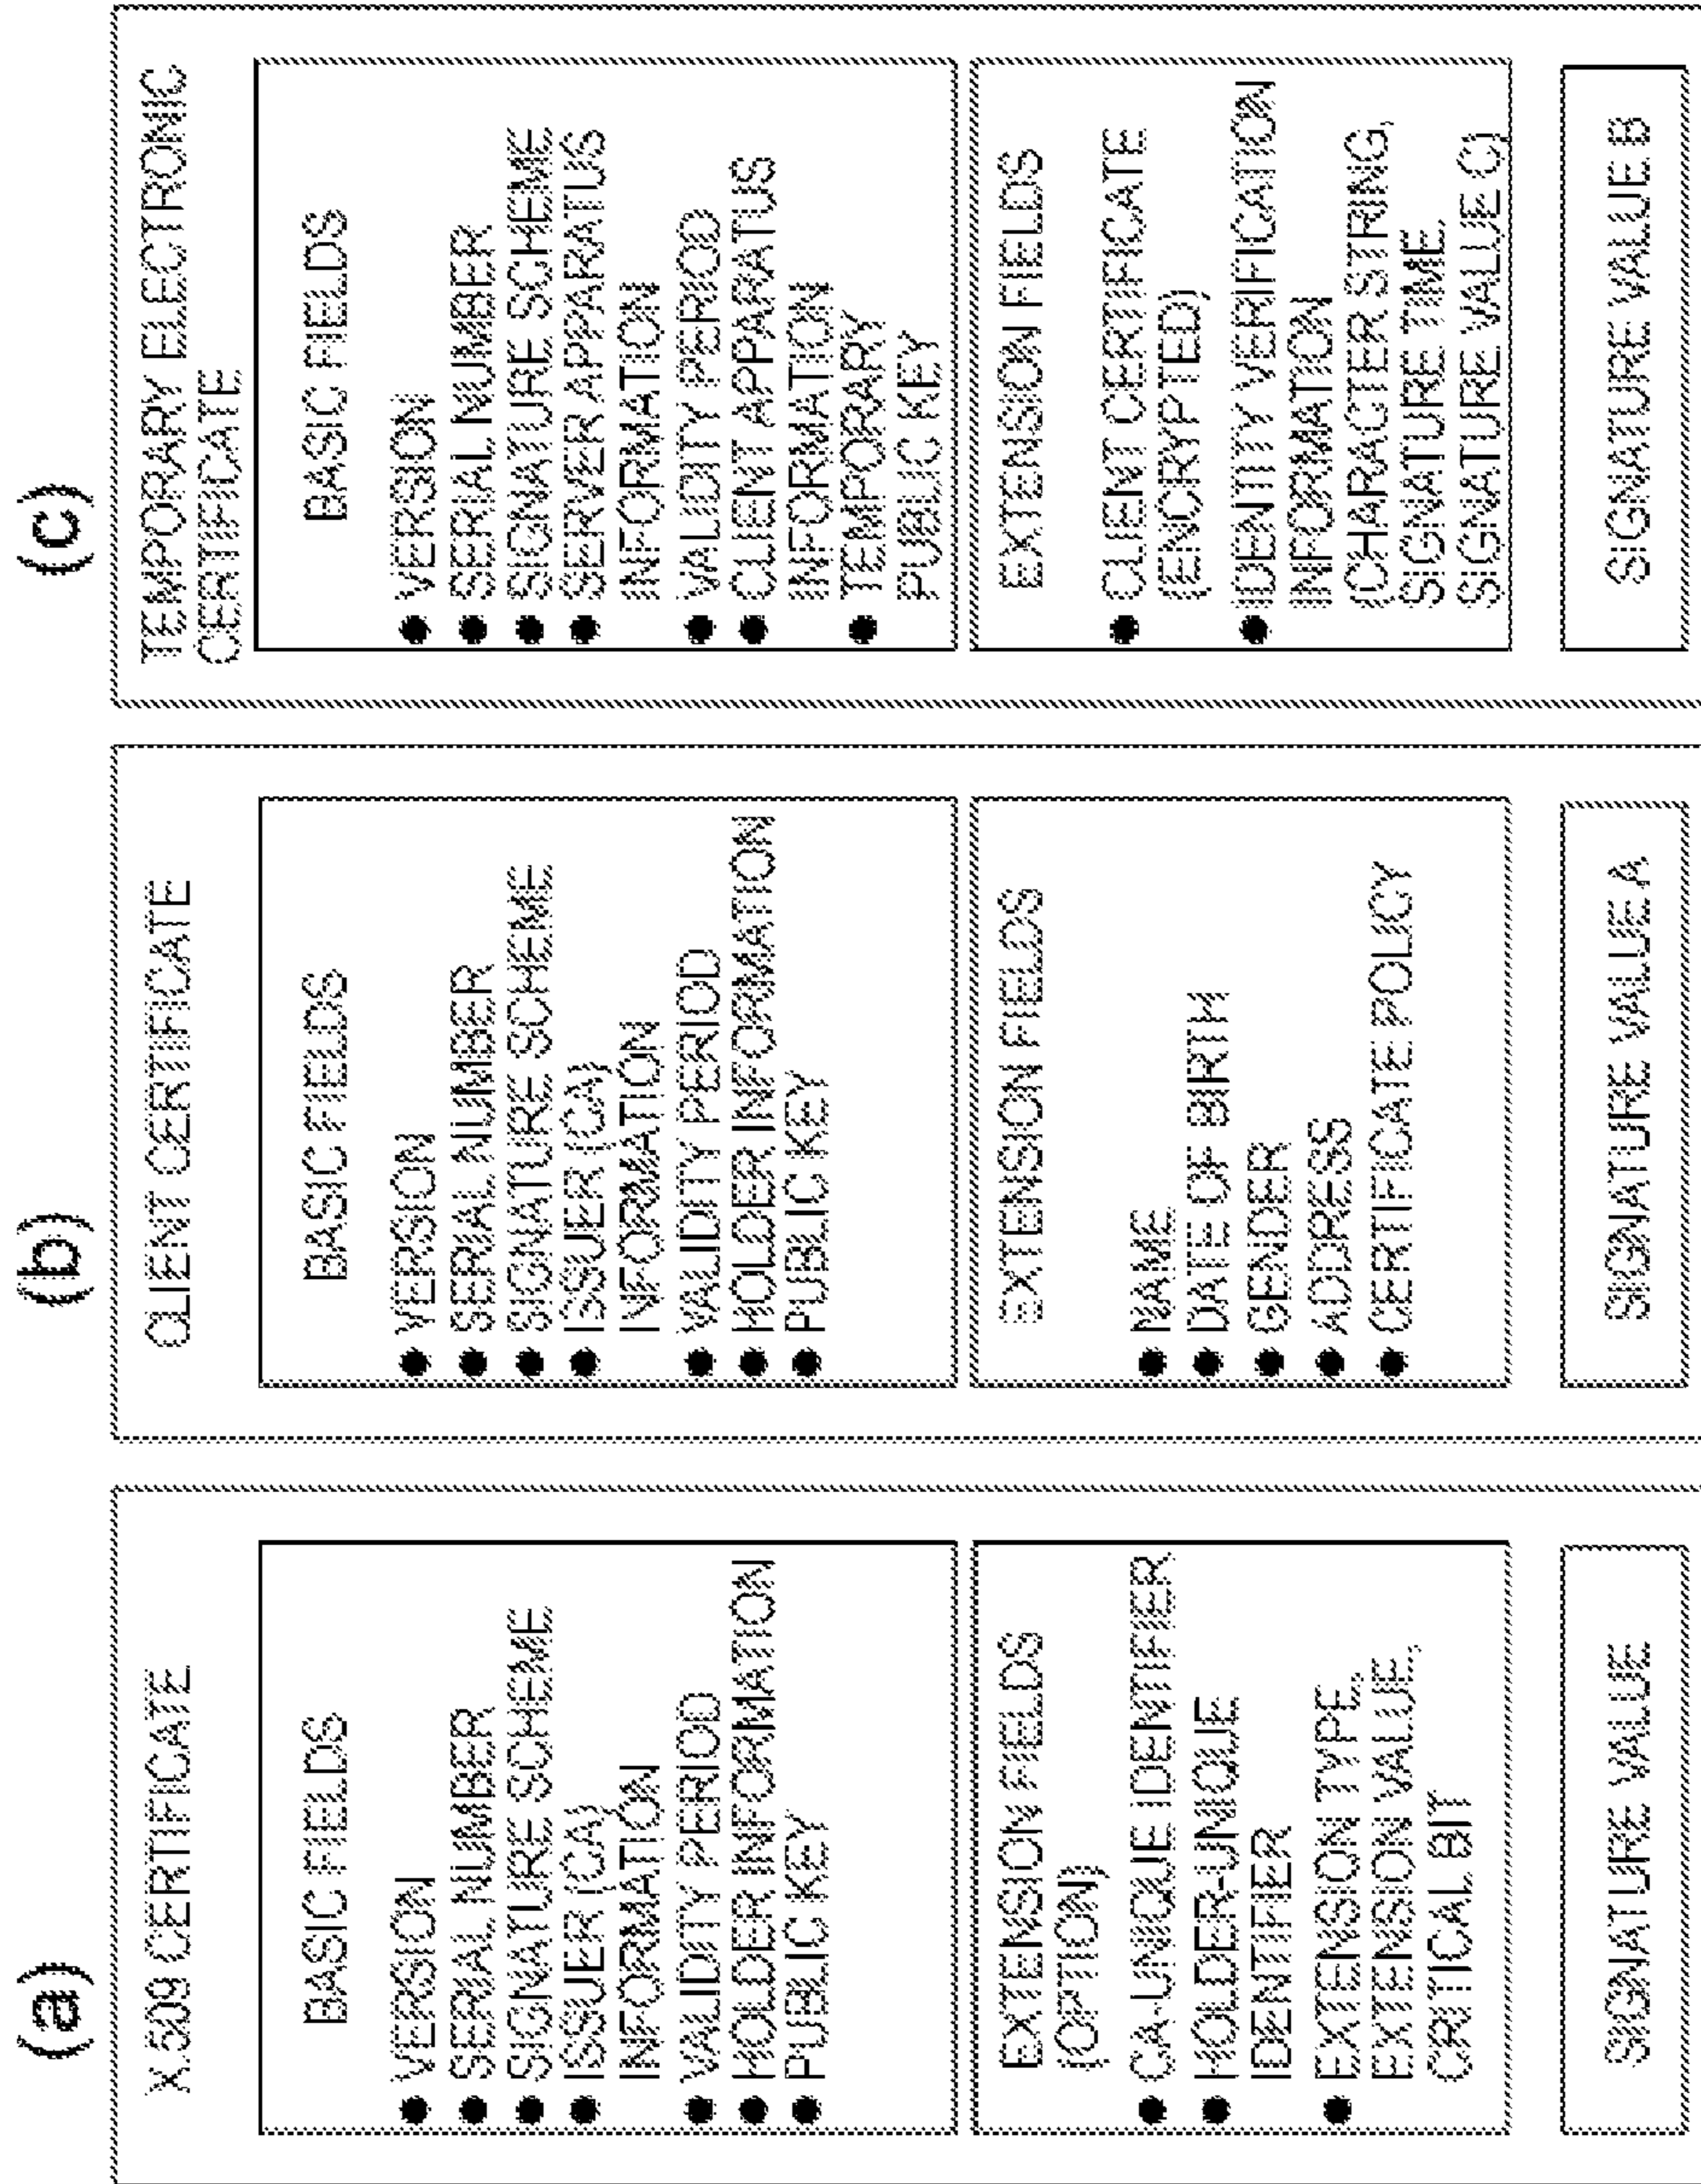 (a)
X.509 CERTIFICATE
BASIC FIELDS
● VERSION
● SERIAL NUMBER
● SIGNATURE SCHEME
● ISSUER (CA)
INFORMATION
● VALIDITY PERIOD
● HOLDER INFORMATION
● PUBLIC KEY
EXTENSION FIELDS
(OPTION)
● CA-UNIQUE IDENTIFIER
● HOLDER-UNIQUE
IDENTIFIER
● EXTENSION TYPE,
EXTENSION VALUE,
CRITICAL BIT
SIGNATURE VALUE
(b)
CLIENT CERTIFICATE
BASIC FIELDS
● VERSION
● SERIAL NUMBER
● SIGNATURE SCHEME
● ISSUER (CA)
INFORMATION
● VALIDITY PERIOD
● HOLDER INFORMATION
● PUBLIC KEY
EXTENSION FIELDS
● NAME
● DATE OF BIRTH
● GENDER
● ADDRESS
● CERTIFICATE POLICY
SIGNATURE VALUE A
(c)
TEMPORARY ELECTRONIC
CERTIFICATE
BASIC FIELDS
● VERSION
● SERIAL NUMBER
● SIGNATURE SCHEME
● SERVER APPARATUS
INFORMATION
● VALIDITY PERIOD
● CLIENT APPARATUS
INFORMATION
● TEMPORARY
PUBLIC KEY
EXTENSION FIELDS
● CLIENT CERTIFICATE
(ENCRYPTED)
● IDENTITY VERIFICATION
INFORMATION
(CHARACTER STRING,
SIGNATURE TIME
SIGNATURE VALUE C)
SIGNATURE VALUE B